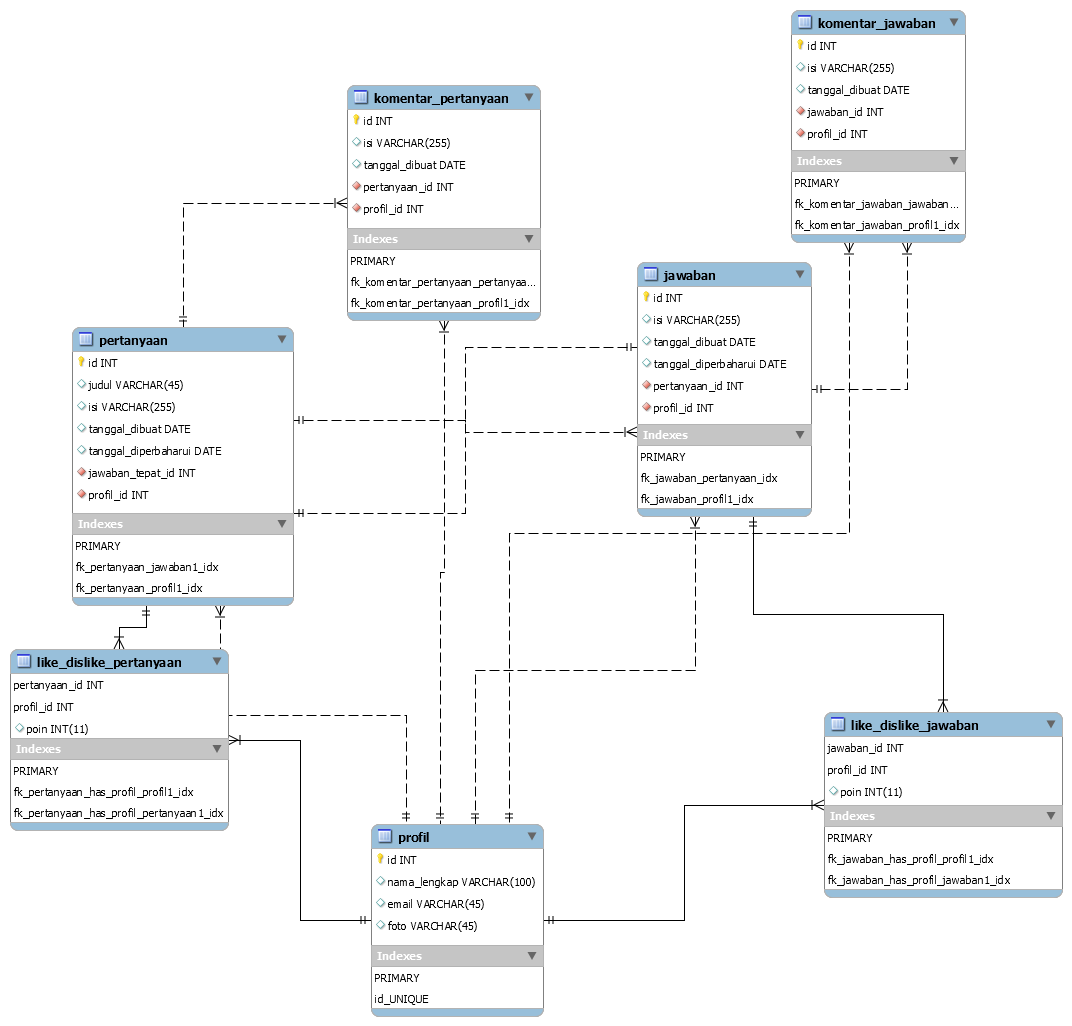 komentar_jawaban
id INT
isi VARCHAR(255)
tanggal_dibuat DATE
jawaban_id INT
profil_id INT
Indexes
PRIMARY
fk_komentar_jawaban_jawaban...
fk_komentar_jawaban_profil1_idx
komentar_pertanyaan
id INT
isi VARCHAR(255)
tanggal_dibuat DATE
pertanyaan_id INT
profil_id INT
Indexes
PRIMARY
fk_komentar_pertanyaan_pertanyaa...
fk_komentar_pertanyaan_profil1_idx
jawaban
id INT
isi VARCHAR(255)
tanggal_dibuat DATE
tanggal_diperbaharui DATE
pertanyaan_id INT
profil_id INT
Indexes
PRIMARY
fk_jawaban_pertanyaan_idx
fk_jawaban_profil1_idx
pertanyaan
id INT
judul VARCHAR(45)
isi VARCHAR(255)
tanggal_dibuat DATE
tanggal_diperbaharui DATE
jawaban_tepat_id INT
profil_id INT
Indexes
PRIMARY
fk_pertanyaan_jawaban1_idx
fk_pertanyaan_profil1_idx
like_dislike_pertanyaan
pertanyaan_id INT
profil_id INT
poin INT(11)
Indexes
PRIMARY
fk_pertanyaan_has_profil_profil1_idx
fk_pertanyaan_has_profil_pertanyaan1_idx
like_dislike_jawaban
jawaban_id INT
profil_id INT
poin INT(11)
Indexes
PRIMARY
fk_jawaban_has_profil_profil1_idx
fk_jawaban_has_profil_jawaban1_idx
profil
id INT
nama_lengkap VARCHAR(100)
email VARCHAR(45)
foto VARCHAR(45)
Indexes
PRIMARY
id_UNIQUE